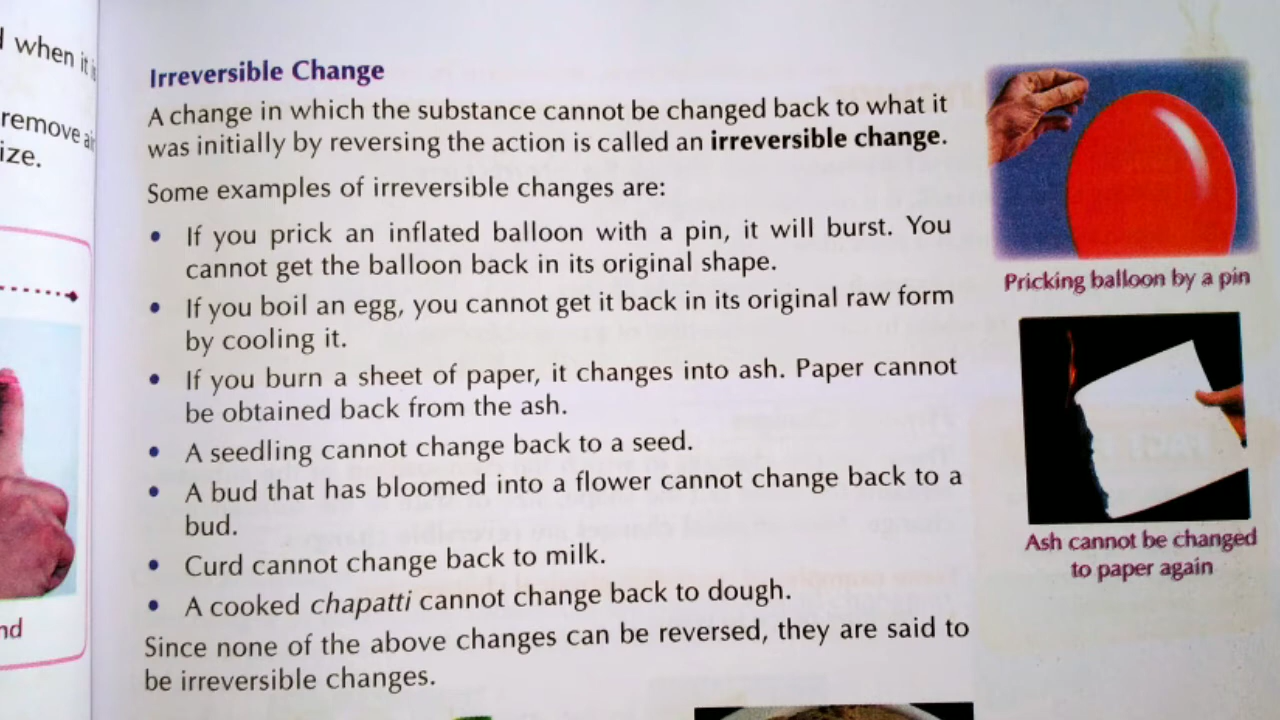 when it
remove
ize.
nd
Irreversible Change
A change in which the substance cannot be changed back to what it
was initially by reversing the action is called an irreversible change.
Some examples of irreversible changes are:
• If you prick an inflated balloon with a pin, it will burst. You
cannot get the balloon back in its original shape.
• If you boil an egg, you cannot get it back in its original raw form
by cooling it.
• If you burn a sheet of paper, it changes into ash. Paper cannot
be obtained back from the ash.
• A seedling cannot change back to a seed.
• A bud that has bloomed into a flower cannot change back to a
bud.
• Curd cannot change back to milk.
• A cooked chapatti cannot change back to dough.
Since none of the above changes can be reversed, they are said to
be irreversible changes.
Pricking balloon by a pin
Ash cannot be changed
to paper again